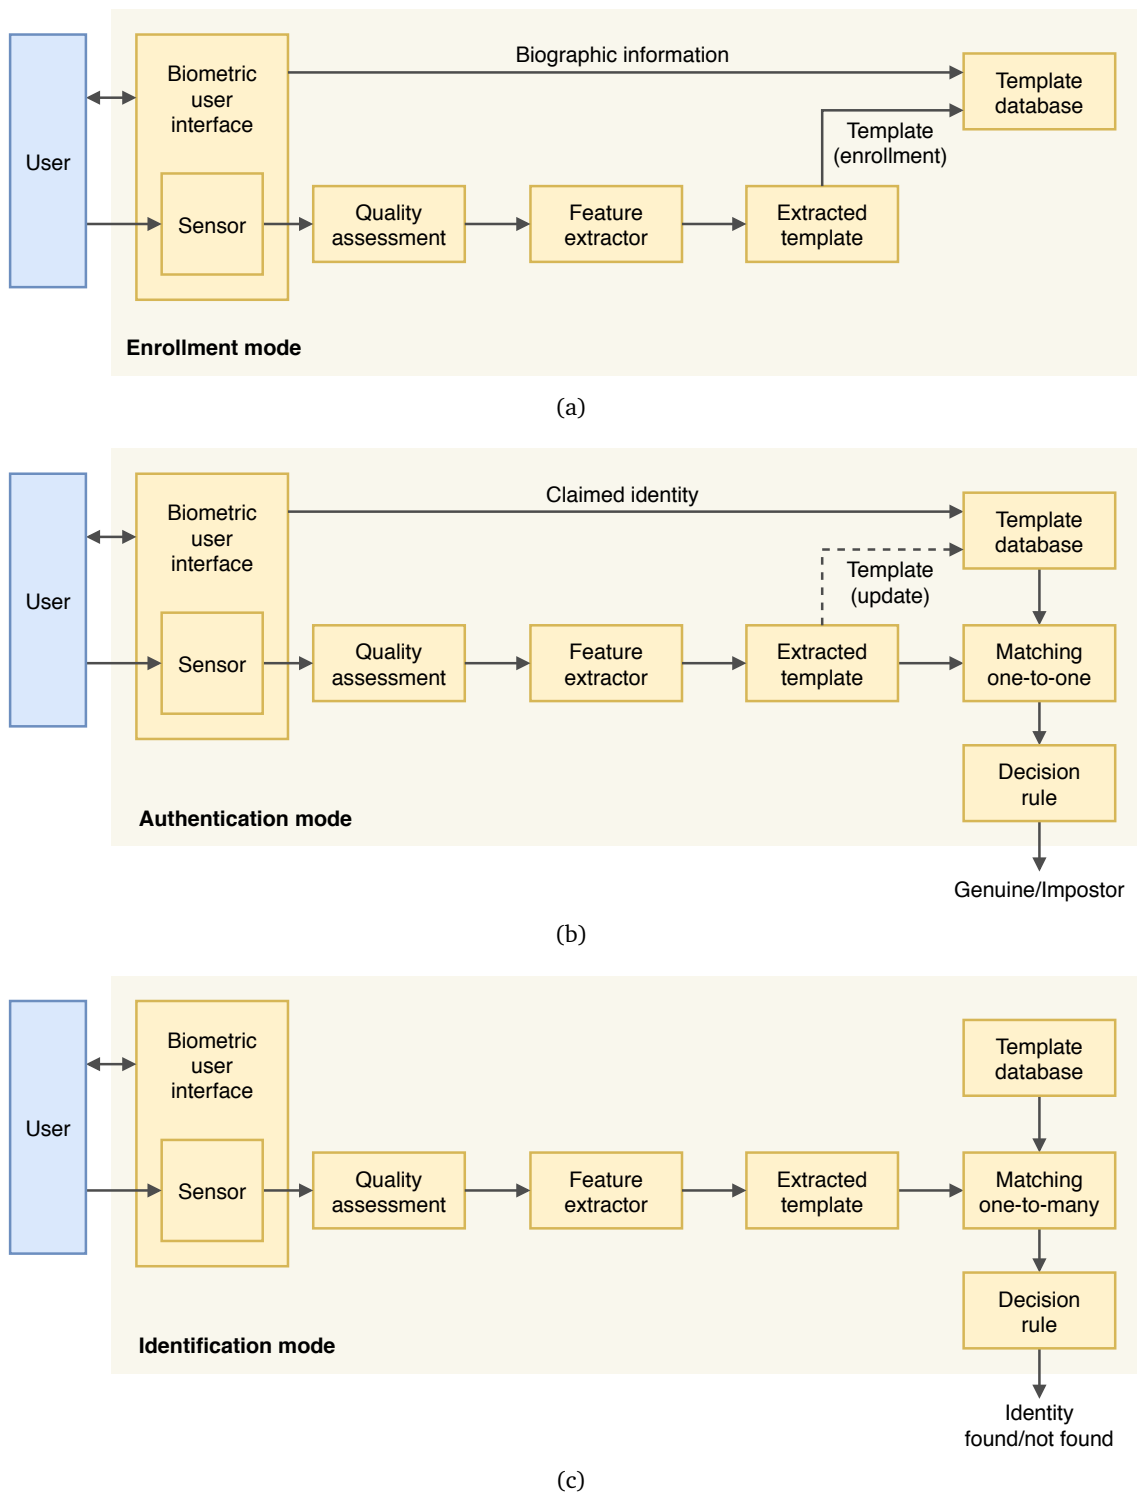 Biographic information
Biometric
user
interface
Template
database
Template
(enrollment)
User
Sensor
Quality
assessment
Feature
extractor
Extracted
template
Enrollment mode
(a)
Claimed identity
Biometric
user
interface
Template
database
Template
(update)
User
Sensor
Quality
assessment
Feature
extractor
Extracted
template
Matching
one-to-one
Decision
rule
Authentication mode
Genuine/Impostor
(b)
Biometric
user
interface
Template
database
User
Sensor
Quality
assessment
Feature
extractor
Extracted
template
Matching
one-to-many
Decision
rule
Identification mode
Identity
found/not found
(c)